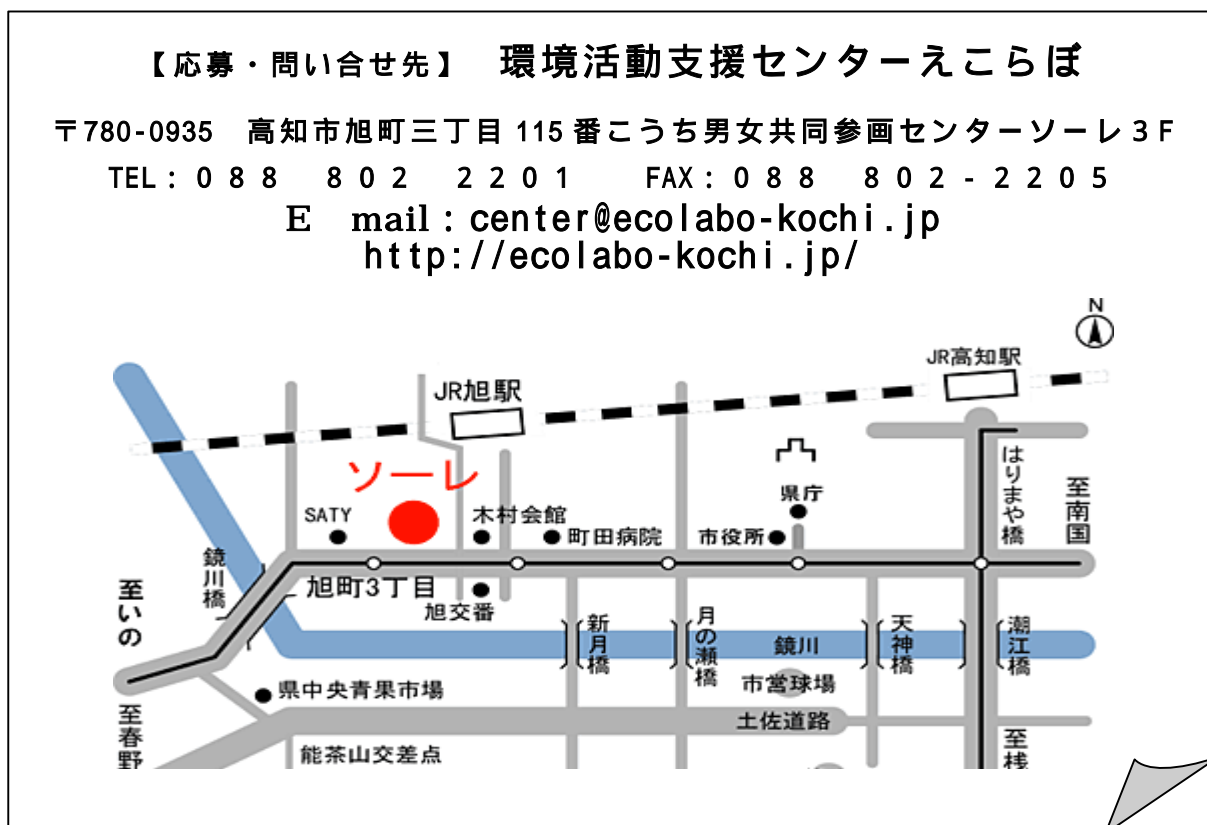 【応募・問い合せ先】 環境活動支援センターえこらぼ
〒780-0935 高知市旭町三丁目 115 番こうち男女共同参画センターソーレ３F
TEL：０８８ ８０２ ２２０１ FAX：０８８ ８０２-２２０５
E mail：center@ecolabo-kochi.jp
http://ecolabo-kochi.jp/
N
JR高知駅
JR旭駅
ソーレ
はりまや橋
至南国
県庁
SATY
木村会館
町田病院
市役所
鏡川橋
至いの
旭町3丁目
旭交番
新月橋
月の瀬橋
鏡川
天神橋
潮江橋
県中央青果市場
市営球場
至春野
土佐道路
能茶山交差点
至桟